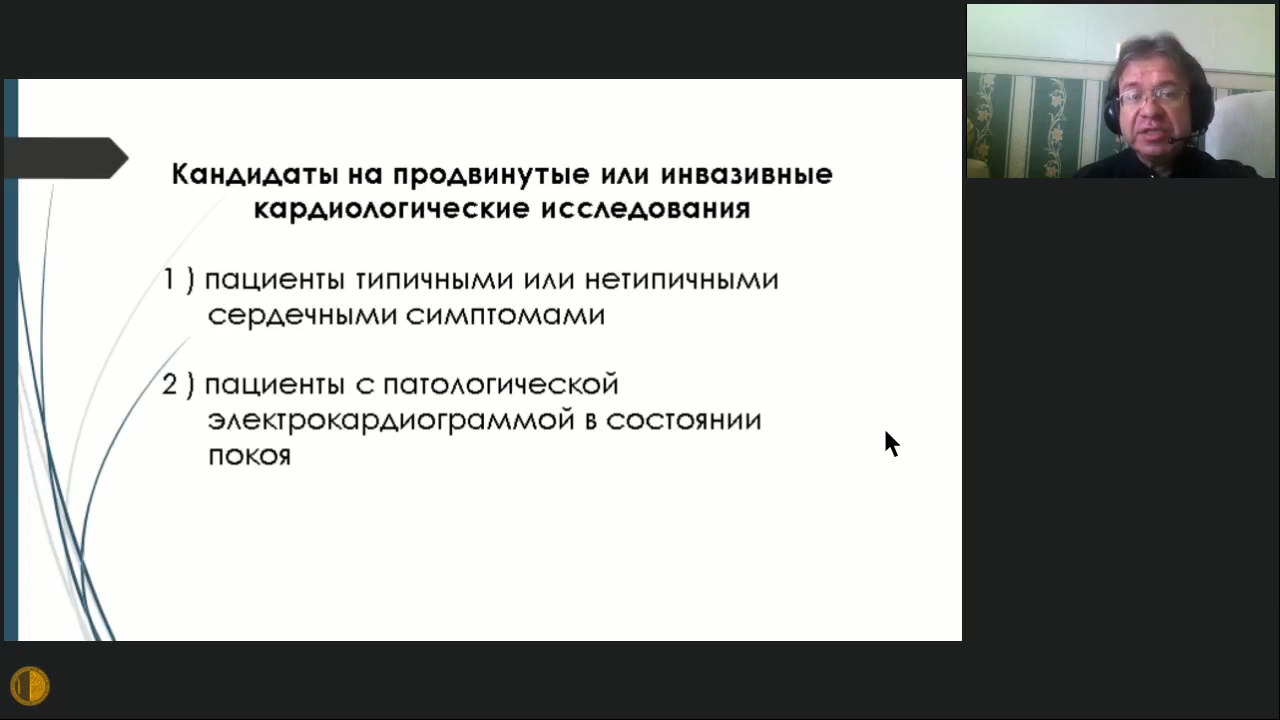 Кандидаты на продвинутые или инвазивные
кардиологические исследования
1 ) пациенты типичными или нетипичными
сердечными симптомами
2 ) пациенты с патологической
электрокардиограммой в состоянии
покоя